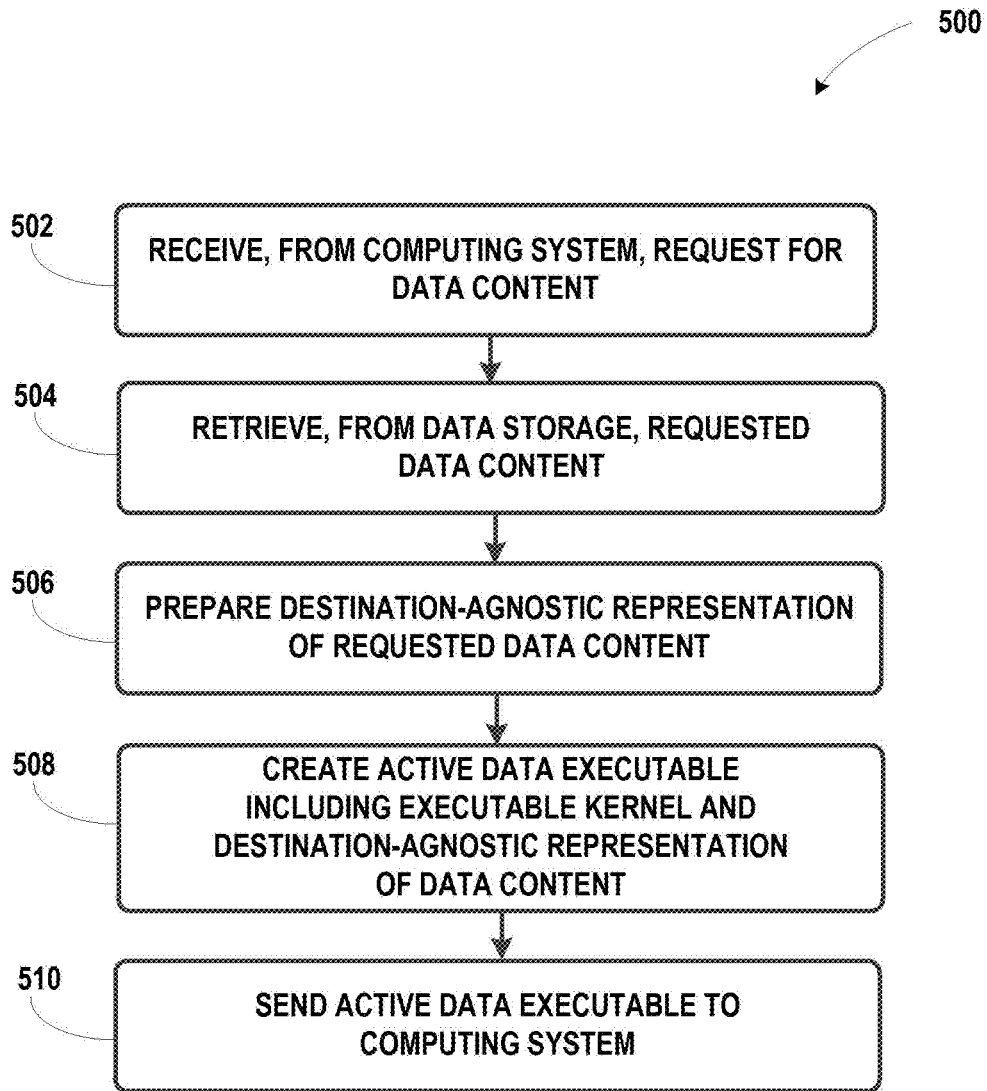 500
502
RECEIVE, FROM COMPUTING SYSTEM, REQUEST FOR
DATA CONTENT
504
RETRIEVE, FROM DATA STORAGE, REQUESTED
DATA CONTENT
506
PREPARE DESTINATION-AGNOSTIC REPRESENTATION
OF REQUESTED DATA CONTENT
508
CREATE ACTIVE DATA EXECUTABLE
INCLUDING EXECUTABLE KERNEL AND
DESTINATION-AGNOSTIC REPRESENTATION
OF DATA CONTENT
510
SEND ACTIVE DATA EXECUTABLE TO
COMPUTING SYSTEM